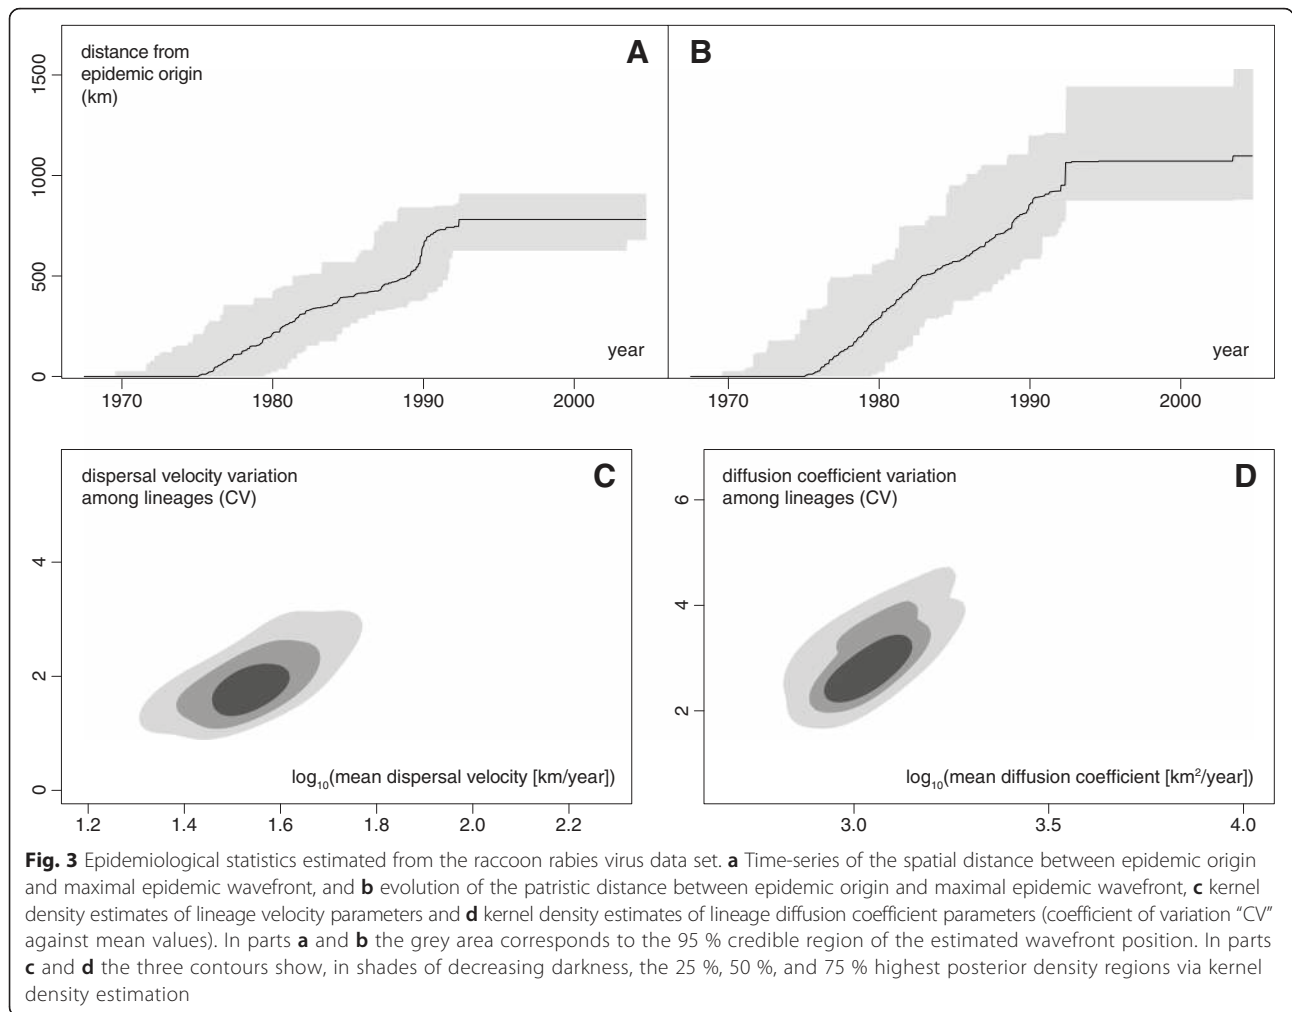 distance from
epidemic origin
(km)
A
B
1500
1000
500
0
year
year
1970
1980
1990
2000
1970
1980
1990
2000
dispersal velocity variation
among lineages (CV)
C
4
2
0
log10(mean dispersal velocity [km/year])
1.2
1.4
1.6
1.8
2.0
2.2
diffusion coefficient variation
among lineages (CV)
D
6
4
2
log10(mean diffusion coefficient [km²/year])
3.0
3.5
4.0
Fig. 3 Epidemiological statistics estimated from the raccoon rabies virus data set. a Time-series of the spatial distance between epidemic origin
and maximal epidemic wavefront, and b evolution of the patristic distance between epidemic origin and maximal epidemic wavefront, c kernel
density estimates of lineage velocity parameters and d kernel density estimates of lineage diffusion coefficient parameters (coefficient of variation “CV”
against mean values). In parts a and b the grey area corresponds to the 95 % credible region of the estimated wavefront position. In parts
c and d the three contours show, in shades of decreasing darkness, the 25 %, 50 %, and 75 % highest posterior density regions via kernel
density estimation